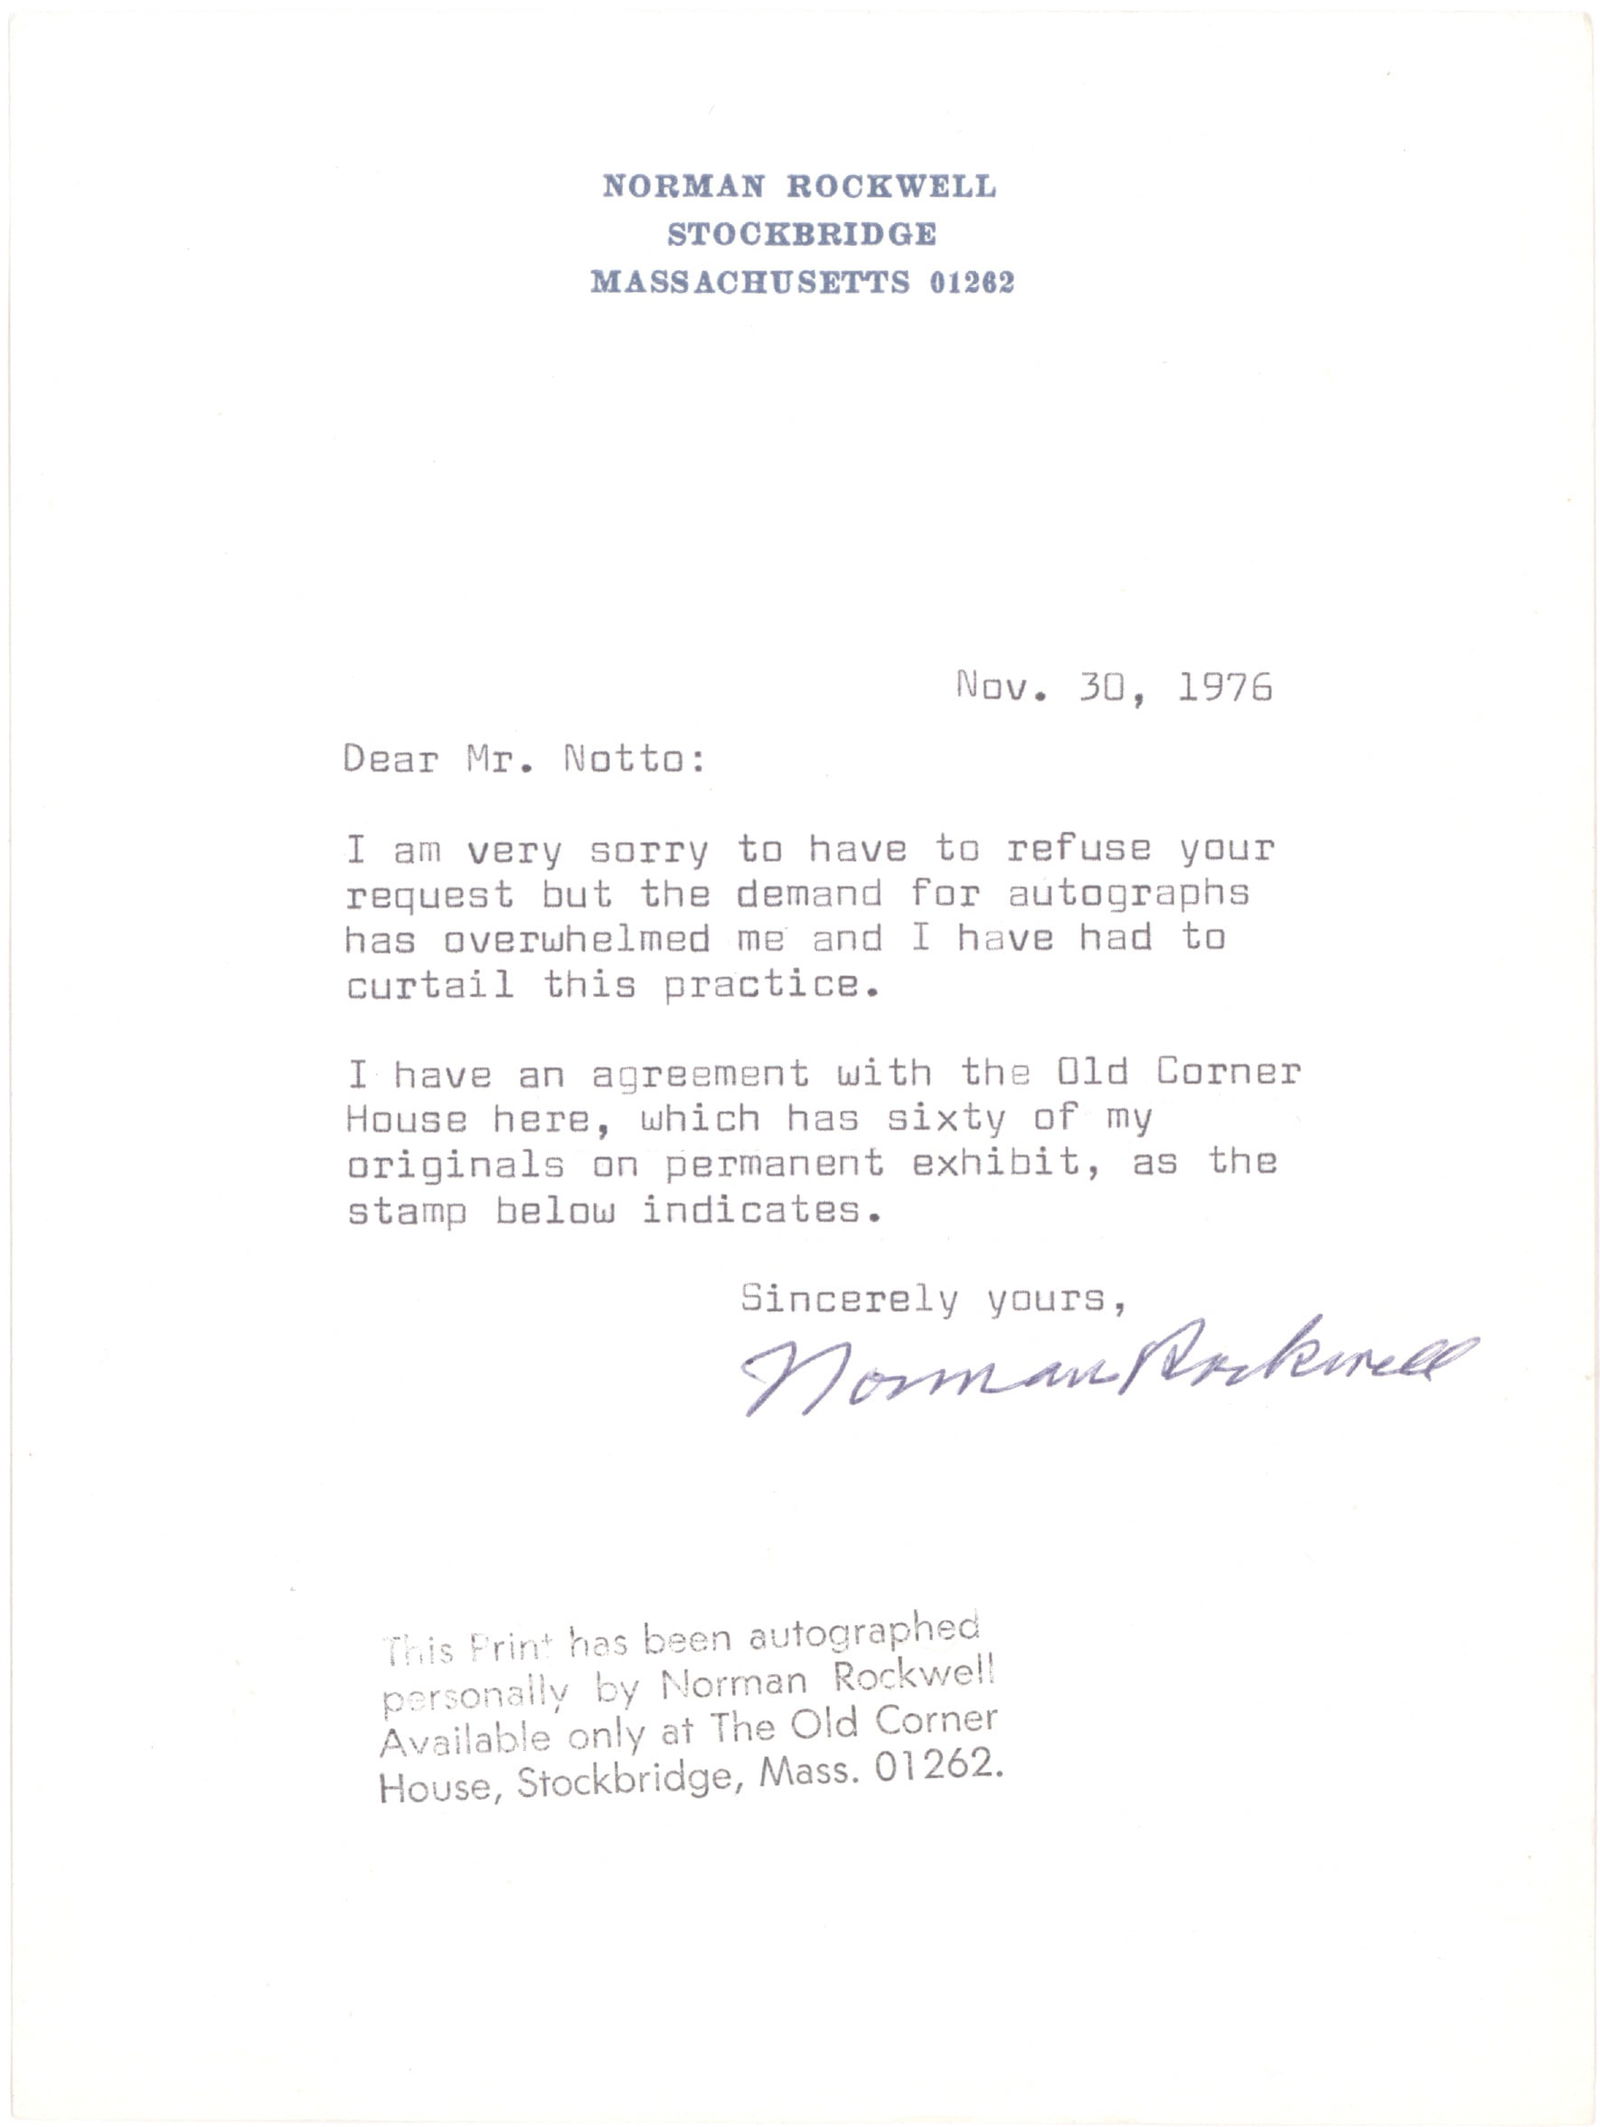 NORMAN ROCKWELL
STOCKBRIDGE
MASSACHUSETTS 01262
Nov. 30, 1976
Dear Mr. Notto:
I am very sorry to have to refuse your
request but the demand for autographs
has overwhelmed me and I have had to
curtail this practice.
I have an agreement with the Old Corner
House here, which has sixty of my
originals on permanent exhibit, as the
stamp below indicates.
Sincerely yours,
Norman Rockwell
This Print has been autographed
personally by Norman Rockwell
Available only at The Old Corner
House, Stockbridge, Mass. 01262.